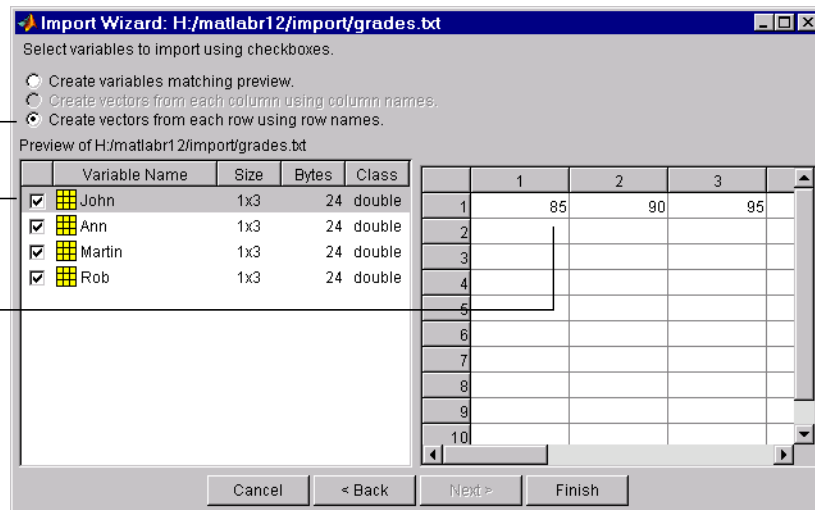 Import Wizard: H:/matlabr12/import/grades.txt
Select variables to import using checkboxes.
Create variables matching preview.
Create vectors from each column using column names.
Create vectors from each row using row names.
Preview of H:/matlabr12/import/grades.txt
Variable Name Size Bytes Class
John 1x3 24 double
Ann 1x3 24 double
Martin 1x3 24 double
Rob 1x3 24 double
1 2 3
1 85 90 95
2
3
4
5
6
7
8
9
10
Cancel < Back Next > Finish